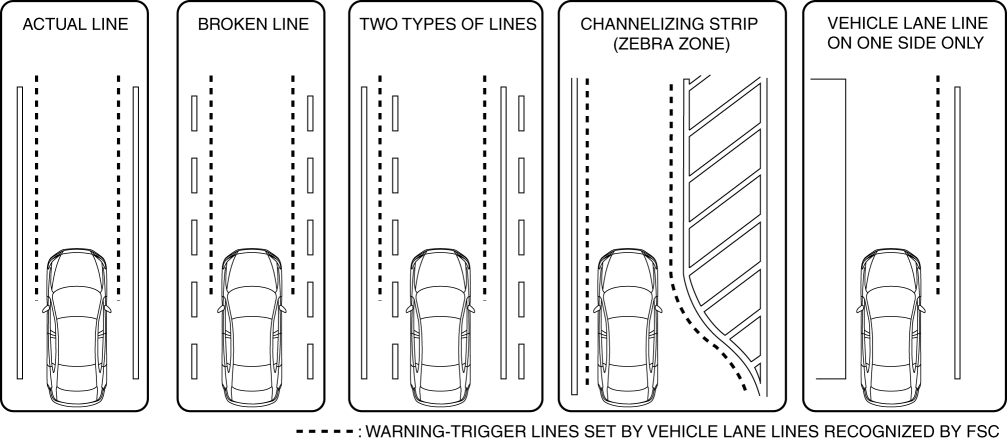 ACTUAL LINE
BROKEN LINE
TWO TYPES OF LINES
CHANNELIZING STRIP
(ZEBRA ZONE)
VEHICLE LANE LINE
ON ONE SIDE ONLY
: WARNING-TRIGGER LINES SET BY VEHICLE LANE LINES RECOGNIZED BY FSC